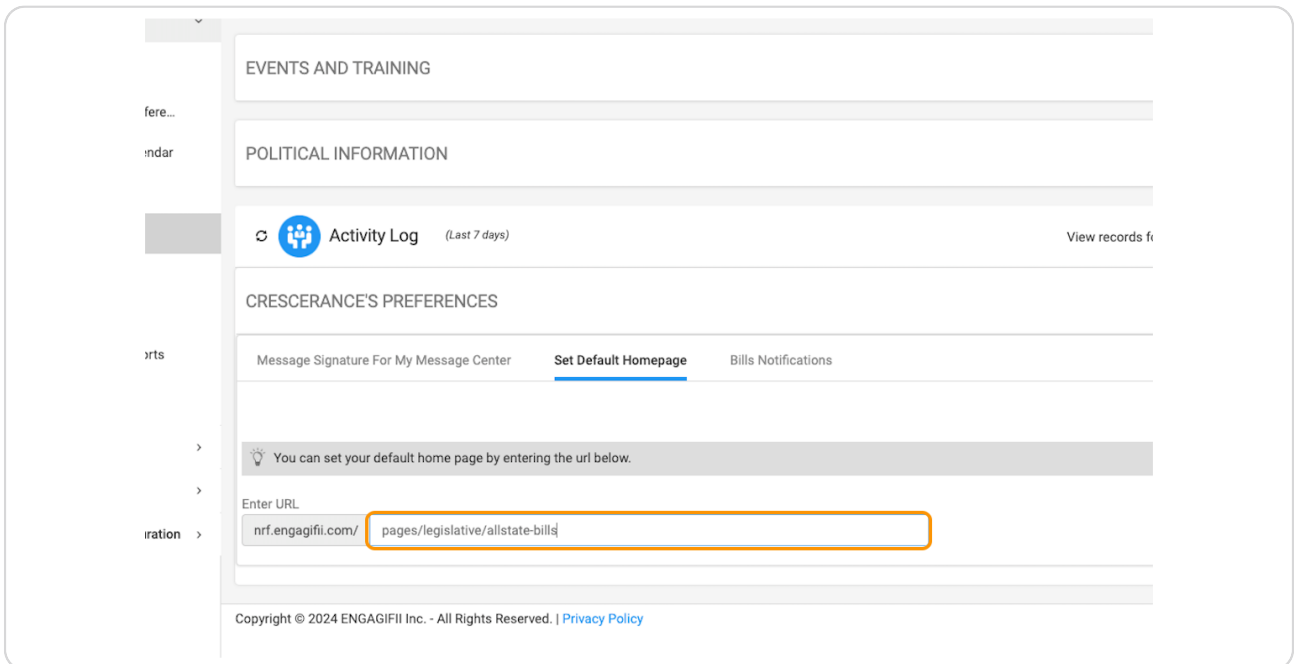 EVENTS AND TRAINING
fere...
POLITICAL INFORMATION
endar
Activity Log (Last 7 days) View records fo
CRESCERANCE'S PREFERENCES
orts
Message Signature For My Message Center Set Default Homepage Bills Notifications
You can set your default home page by entering the url below.
Enter URL
nrf.engagifii.com/ pages/legislative/allstate-bills
uration
Copyright © 2024 ENGAGIFII Inc. - All Rights Reserved. | Privacy Policy